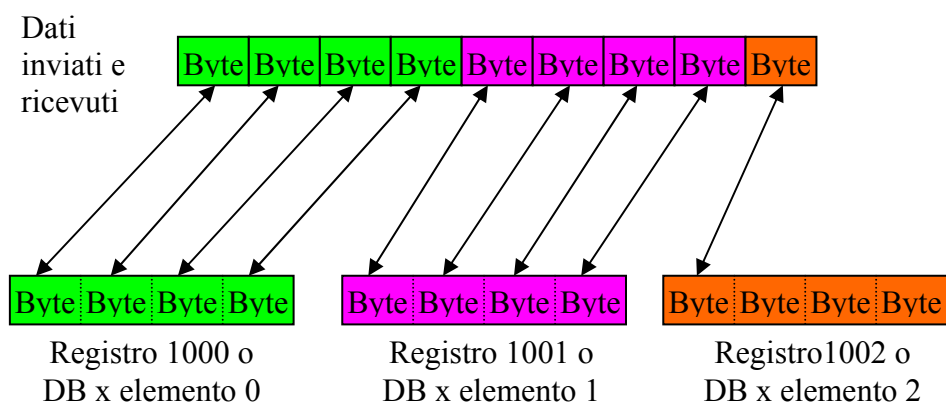 Dati
inviati e
ricevuti
Byte Byte Byte Byte Byte Byte Byte Byte Byte
Byte Byte Byte Byte Byte Byte Byte Byte Byte Byte Byte Byte
Registro 1000 o
DB x elemento 0
Registro 1001 o
DB x elemento 1
Registro1002 o
DB x elemento 2